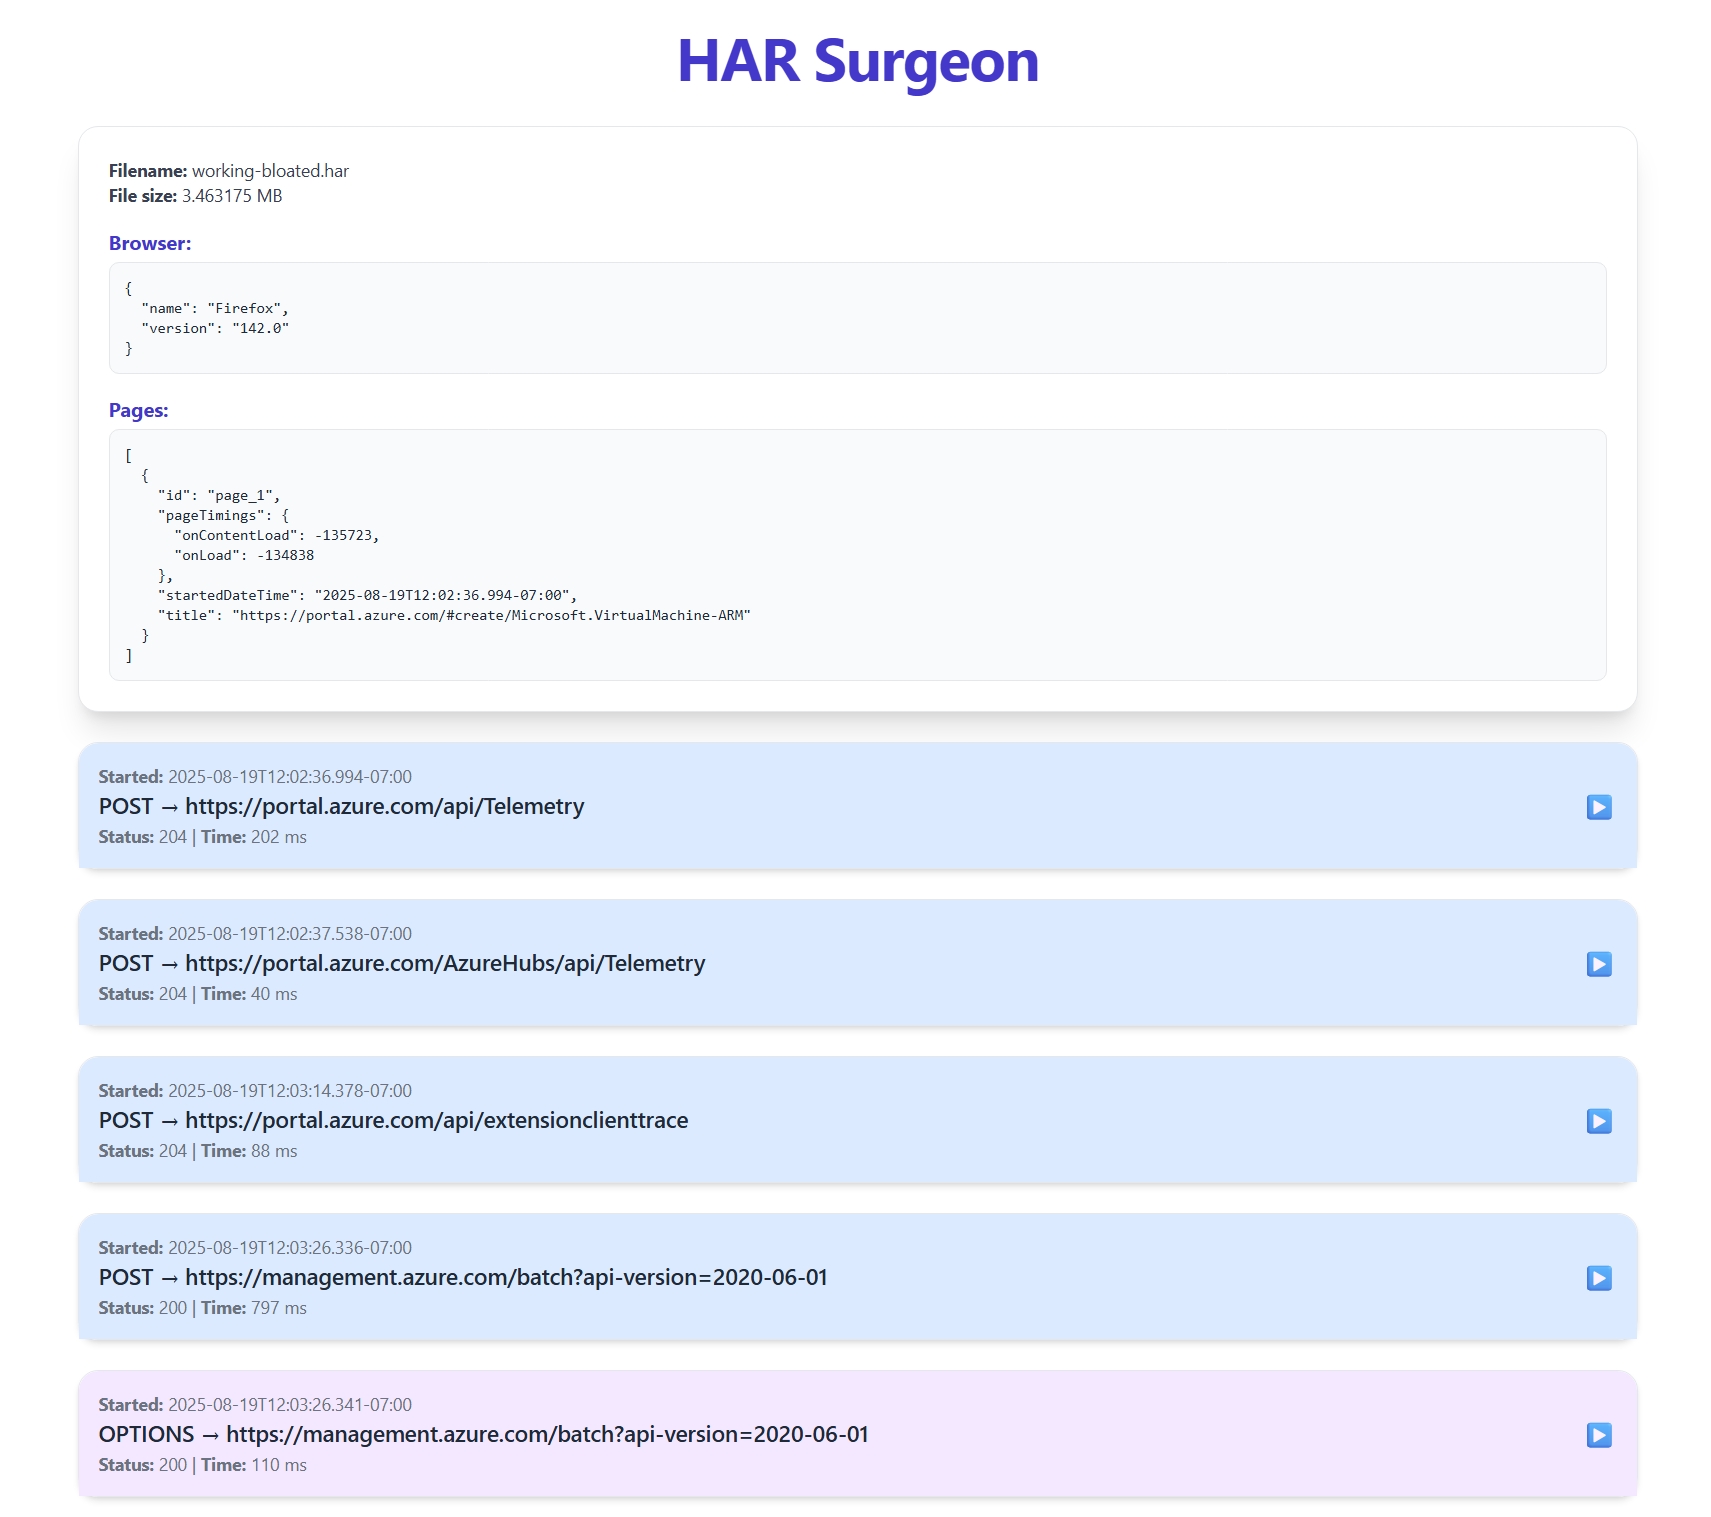 HAR Surgeon
Filename: working-bloated.har
File size: 3.463175 MB
Browser:
{
  "name": "Firefox",
  "version": "142.0"
}
Pages:
[
  {
    "id": "page_1",
    "pageTimings": {
      "onContentLoad": -135723,
      "onLoad": -134838
    },
    "startedDateTime": "2025-08-19T12:02:36.994-07:00",
    "title": "https://portal.azure.com/#create/Microsoft.VirtualMachine-ARM"
  }
]
Started: 2025-08-19T12:02:36.994-07:00
POST → https://portal.azure.com/api/Telemetry
Status: 204 | Time: 202 ms
Started: 2025-08-19T12:02:37.538-07:00
POST → https://portal.azure.com/AzureHubs/api/Telemetry
Status: 204 | Time: 40 ms
Started: 2025-08-19T12:03:14.378-07:00
POST → https://portal.azure.com/api/extensionclienttrace
Status: 204 | Time: 88 ms
Started: 2025-08-19T12:03:26.336-07:00
POST → https://management.azure.com/batch?api-version=2020-06-01
Status: 200 | Time: 797 ms
Started: 2025-08-19T12:03:26.341-07:00
OPTIONS → https://management.azure.com/batch?api-version=2020-06-01
Status: 200 | Time: 110 ms